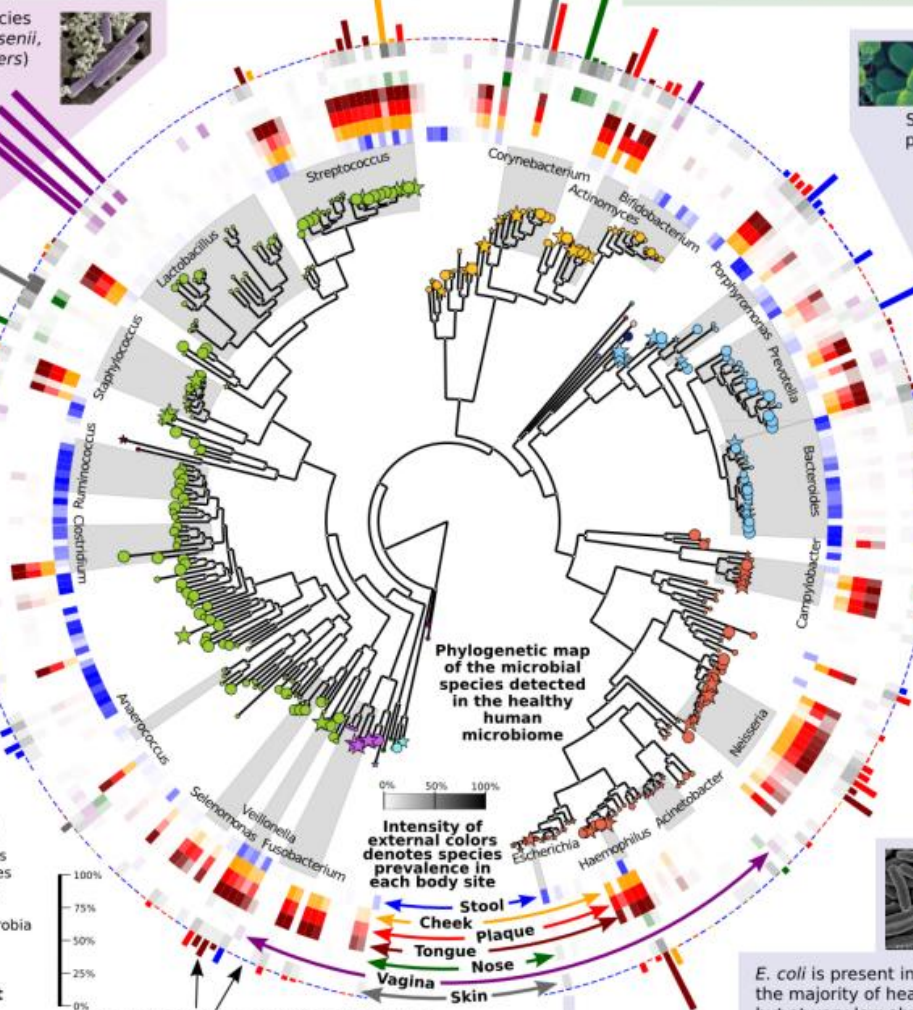 cies
senii,
ers)
S
p
Streptococcus
Corynebacterium
Actinomyces
Bifidobacterium
Lactobacillus
Porphyromonas
Prevotella
Staphylococcus
Ruminococcus
Bacteroides
Clostridium
Campylobacter
Phylogenetic map
of the microbial
species detected
in the healthy
human
microbiome
Anaerococcus
Neisseria
Selenomonas
Veillonella
Fusobacterium
Acinetobacter
Haemophilus
Escherichia
0% 50% 100%
Intensity of
external colors
denotes species
prevalence in
each body site
Stool
Cheek
Plaque
Tongue
Nose
Vagina
Skin
s
es
robia
t
100%
75%
50%
25%
0%
E. coli is present in
the majority of hea